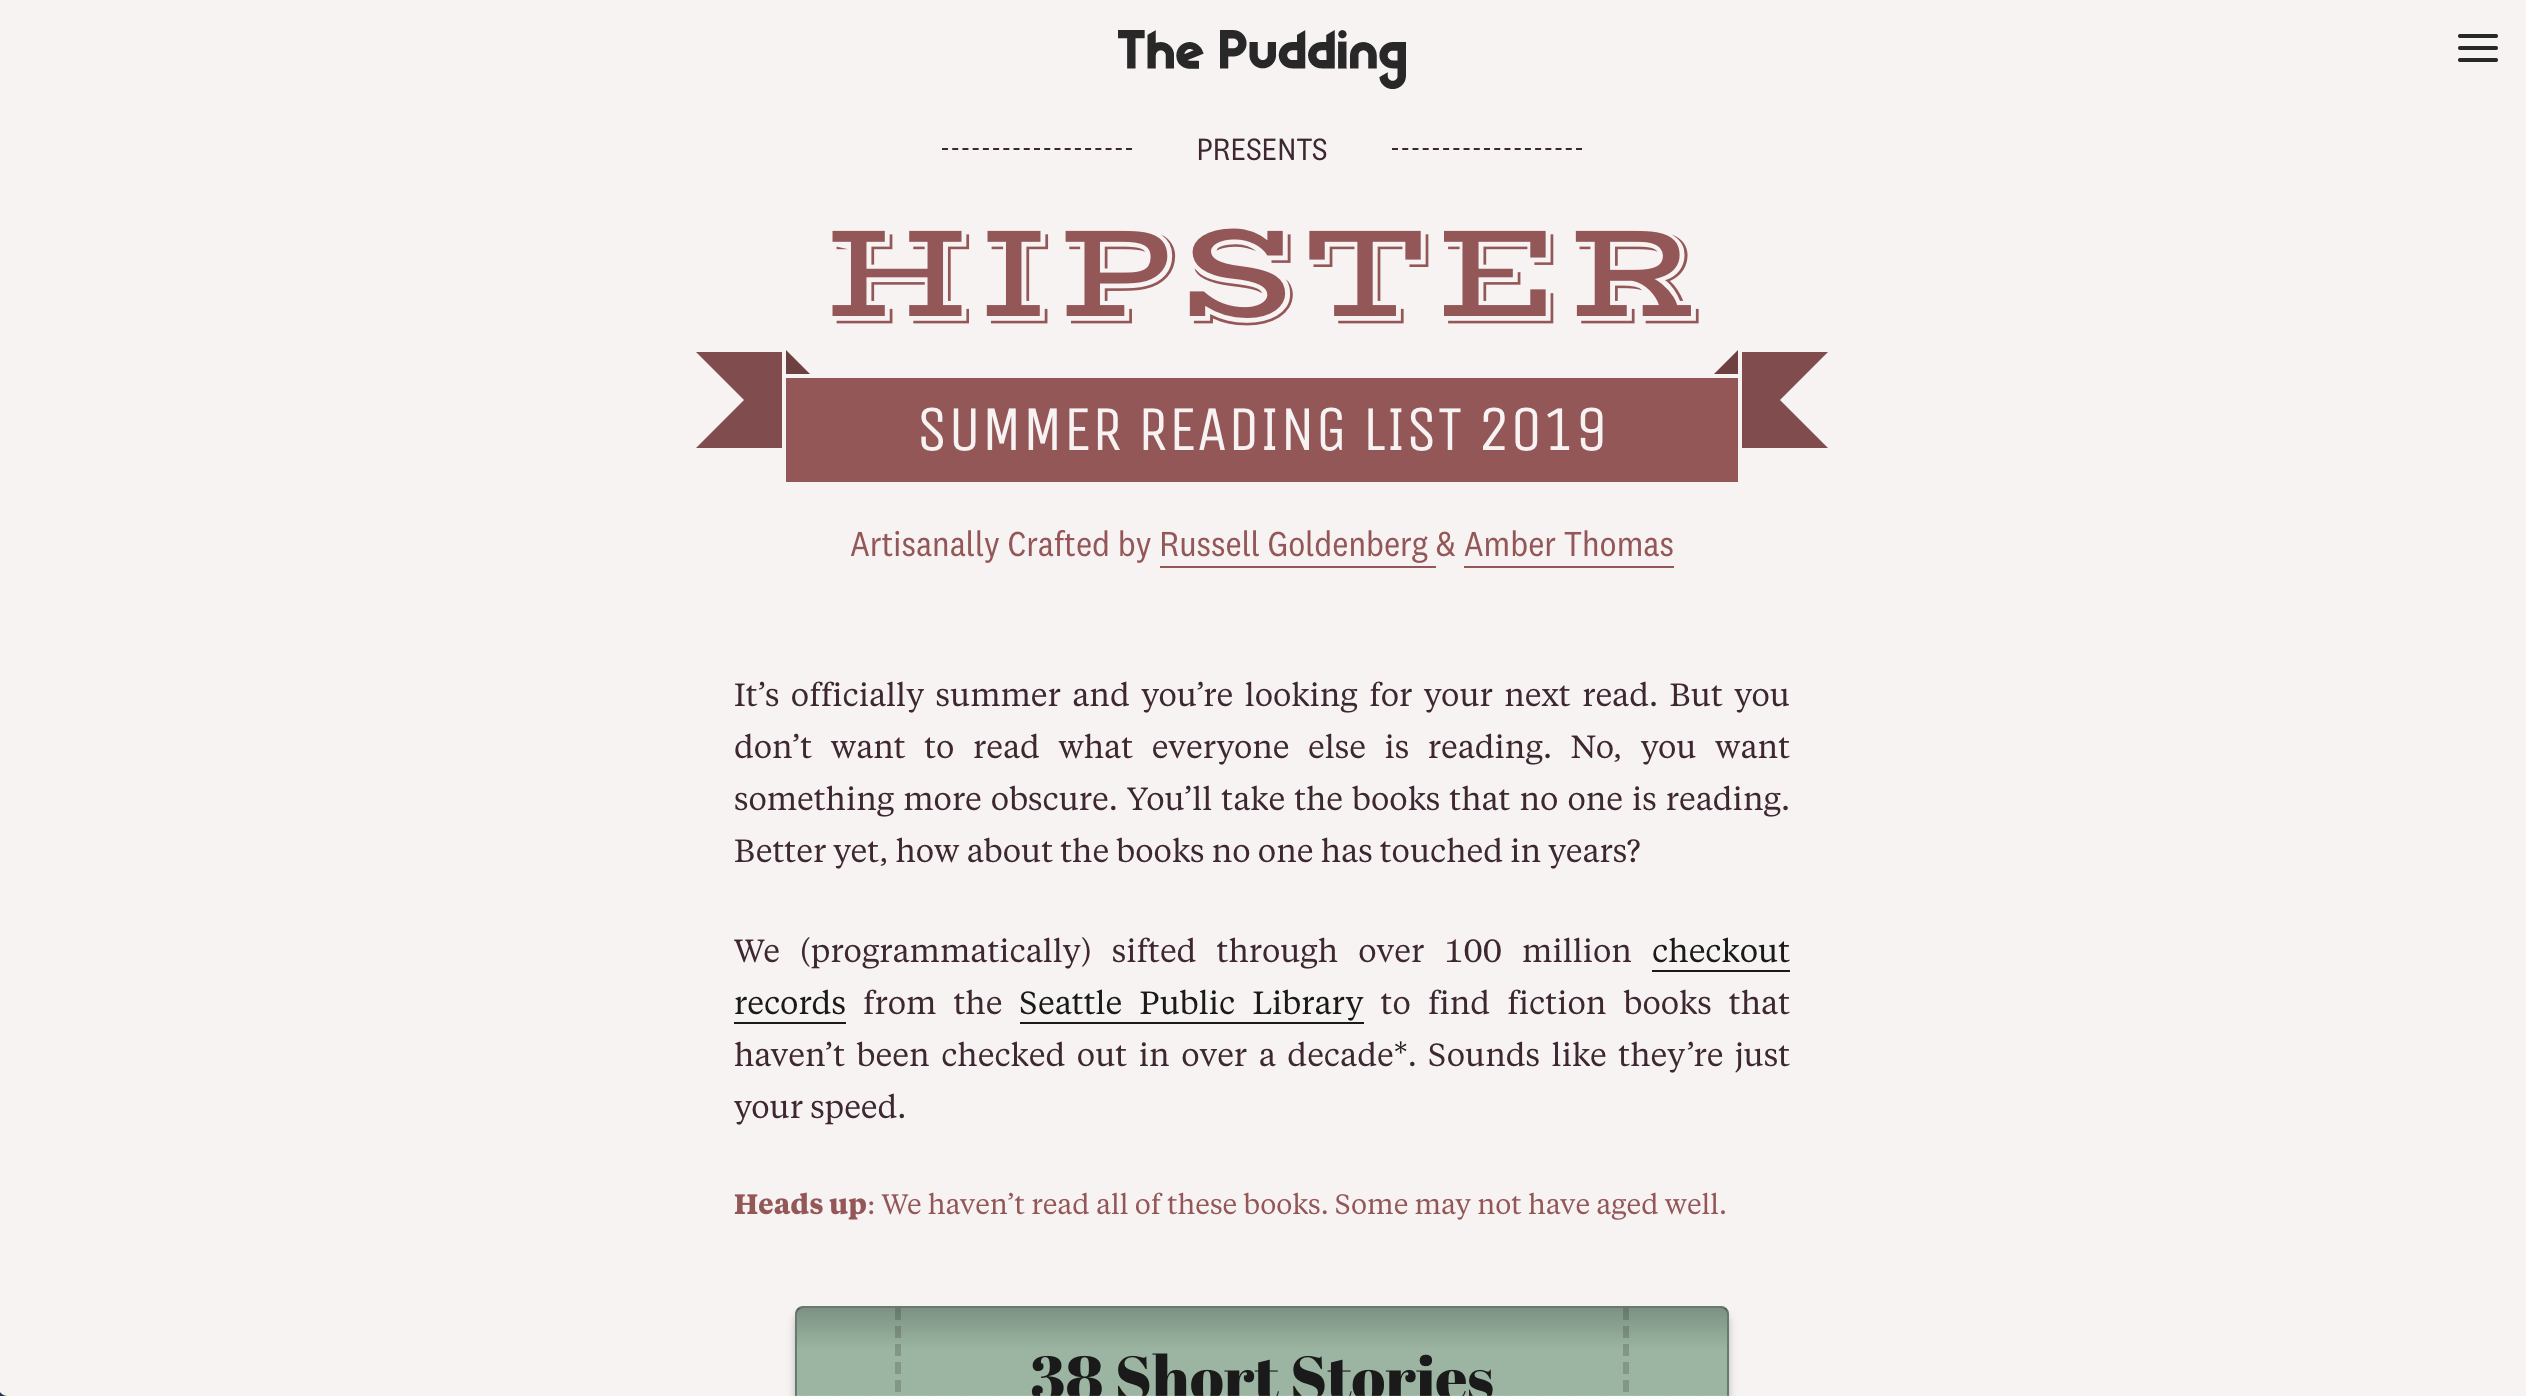 The Pudding
PRESENTS
HIPSTER
SUMMER READING LIST 2019
Artisanally Crafted by Russell Goldenberg & Amber Thomas
It’s officially summer and you’re looking for your next read. But you
don’t want to read what everyone else is reading. No, you want
something more obscure. You’ll take the books that no one is reading.
Better yet, how about the books no one has touched in years?
We (programmatically) sifted through over 100 million checkout
records from the Seattle Public Library to find fiction books that
haven’t been checked out in over a decade*. Sounds like they’re just
your speed.
Heads up: We haven’t read all of these books. Some may not have aged well.
38 Short Stories